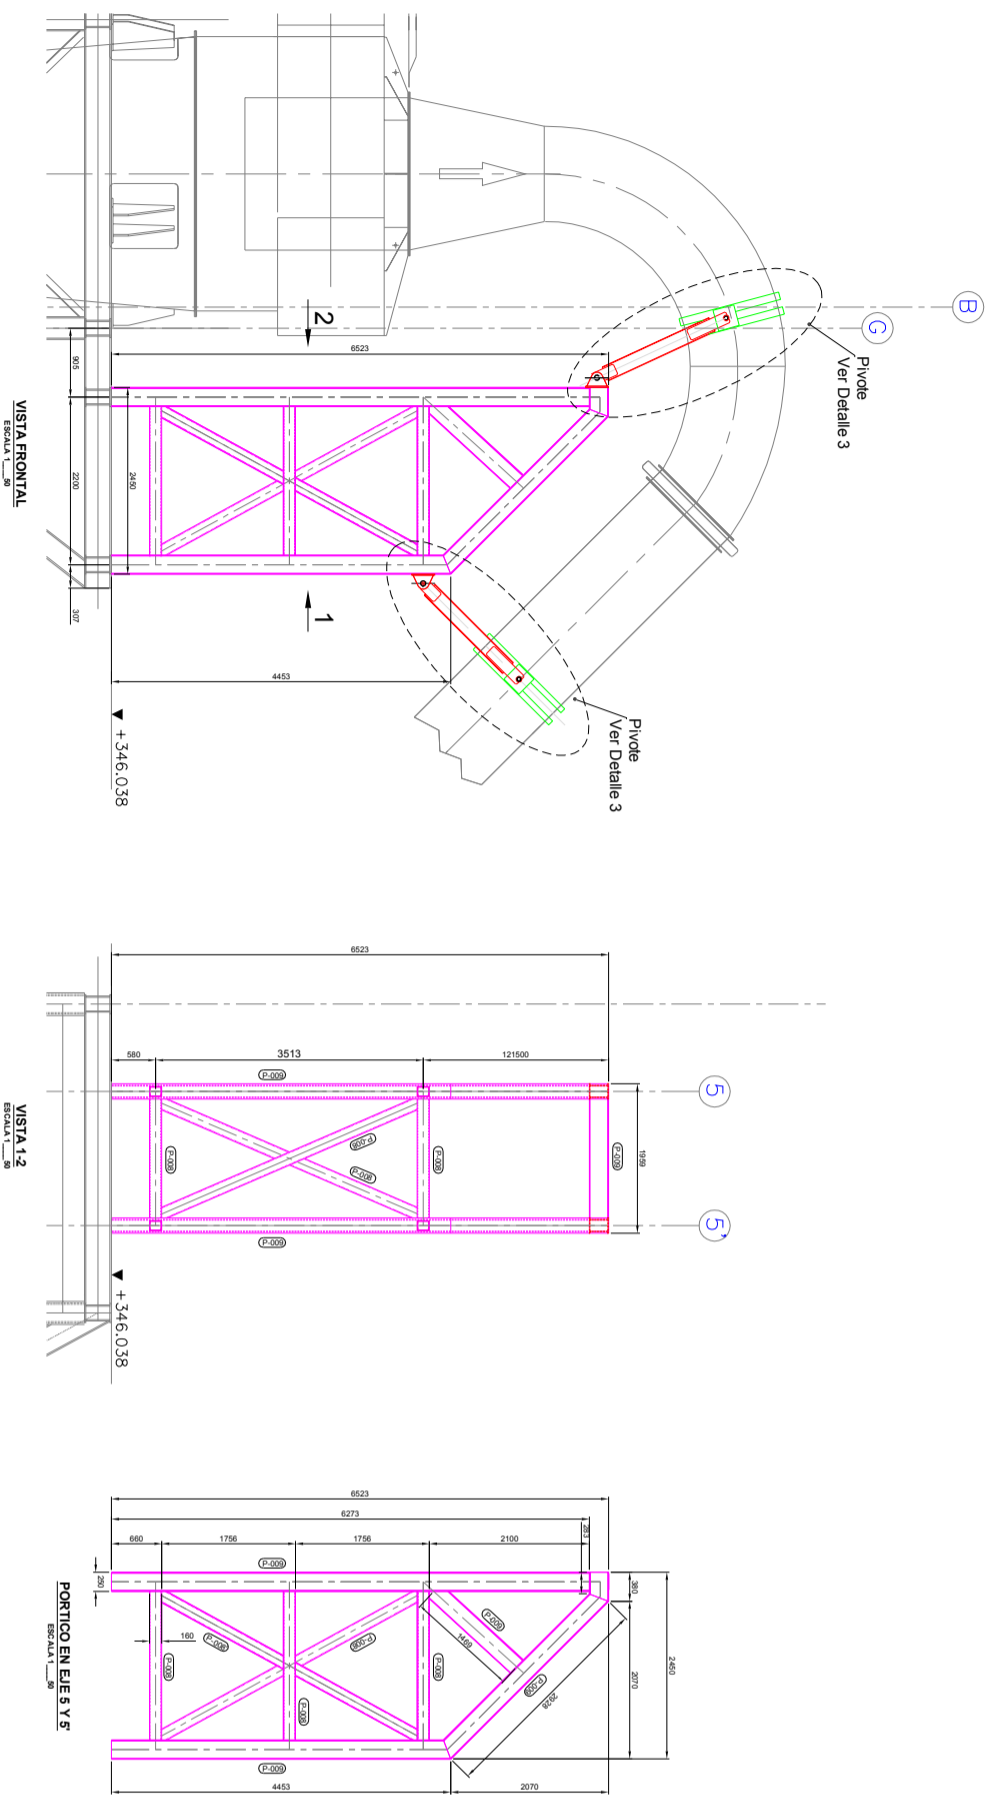 B
G
Pivote
Ver Detalle 3
2
6523
905
2200
2450
307
1
4453
Pivote
Ver Detalle 3
+346.038
VISTA FRONTAL
ESCALA 1__50
6523
580
3513
121500
P-009
5
P-008
P-008
P-008
P-008
P-009
1959
5'
P-009
+346.038
VISTA 1-2
ESCALA 1__50
6523
6273
660
1756
1756
2100
283
P-009
250
380
2450
2070
160
P-008
P-008
P-008
P-008
P-008
P-009
1469
P-009
2928
P-009
4453
2070
PORTICO EN EJE 5 Y 5'
ESCALA 1__50